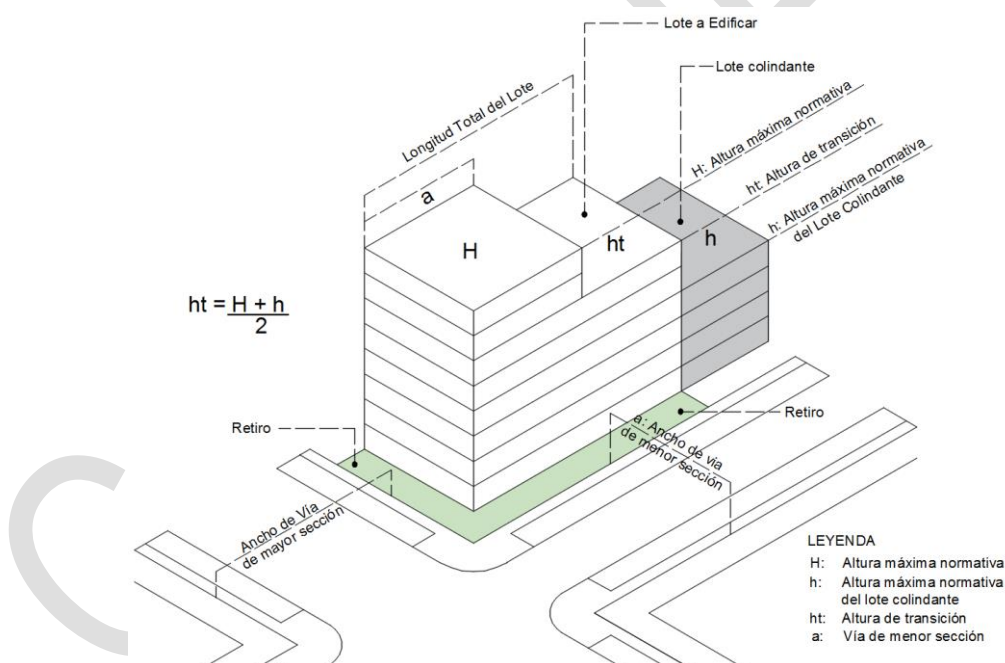 Lote a Edificar
Lote colindante
Longitud Total del Lote
H: Altura máxima normativa
ht: Altura de transición
h: Altura máxima normativa
del Lote Colindante
a
H
ht
h
ht = H + h
2
Retiro
Retiro
a: Ancho de via
de menor sección
Ancho de Vía
de mayor sección
LEYENDA
H: Altura máxima normativa
h: Altura máxima normativa
del lote colindante
ht: Altura de transición
a: Vía de menor sección